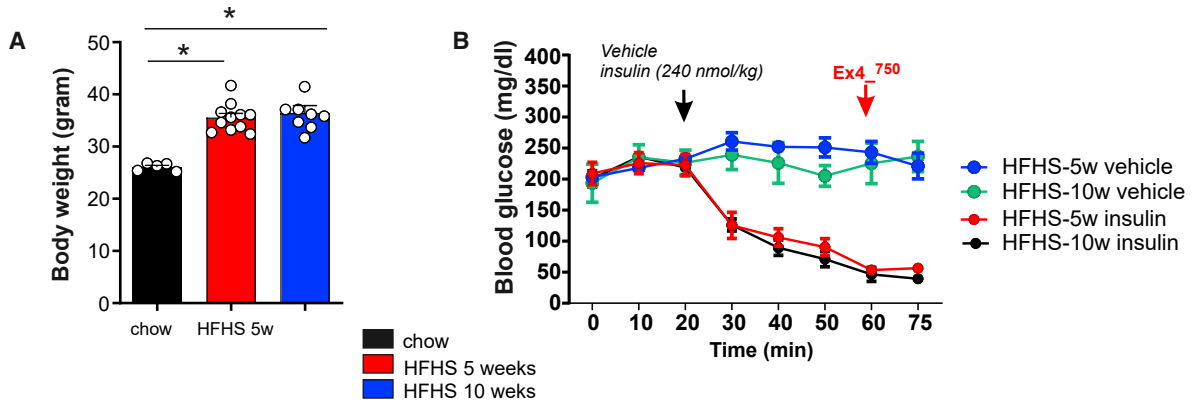 A
*
*
Body weight (gram)
50
40
30
20
10
0
chow
HFHS 5w
chow
HFHS 5 weeks
HFHS 10 weks
B
Vehicle
insulin (240 nmol/kg)
Ex4_750
Blood glucose (mg/dl)
400
350
300
250
200
150
100
50
0
0 10 20 30 40 50 60 75
Time (min)
HFHS-5w vehicle
HFHS-10w vehicle
HFHS-5w insulin
HFHS-10w insulin